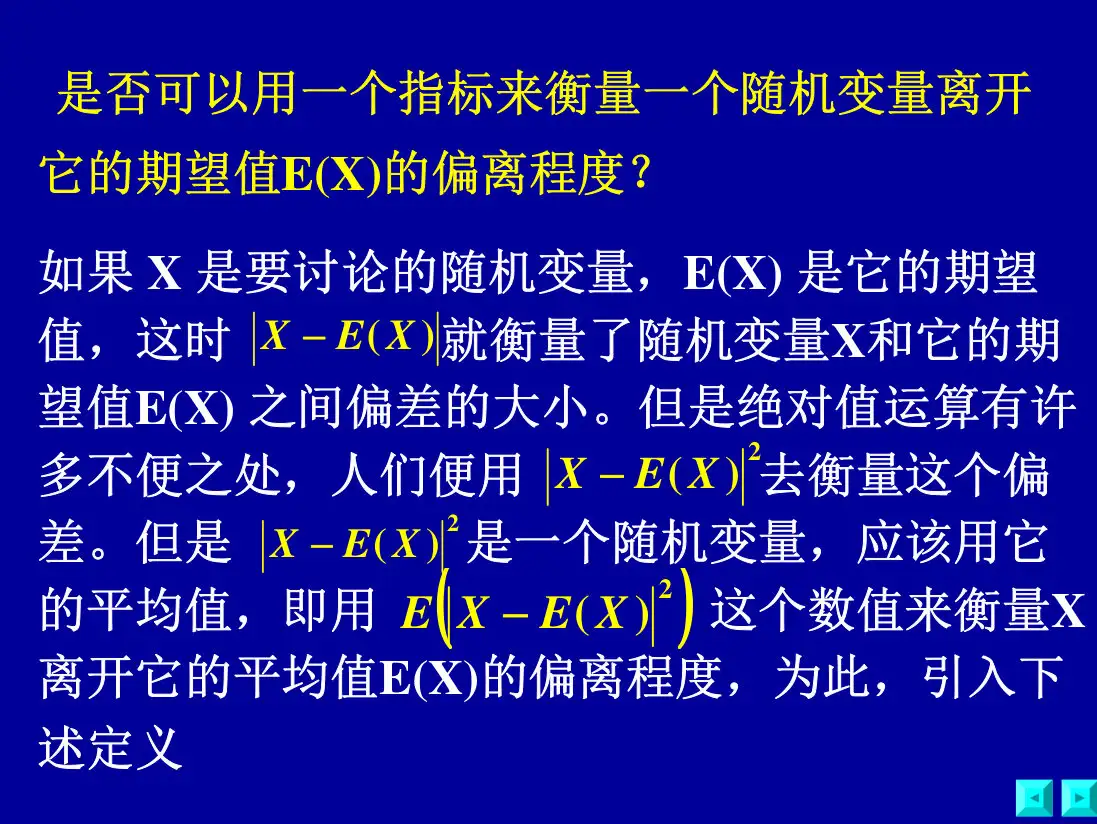 是否可以用一个指标来衡量一个随机变量离开
它的期望值E(X)的偏离程度？
如果 X 是要讨论的随机变量，E(X) 是它的期望
值，这时 |X − E(X)| 就衡量了随机变量X和它的期
望值E(X) 之间偏差的大小。但是绝对值运算有许
多不便之处，人们便用 |X − E(X)|² 去衡量这个偏
差。但是 |X − E(X)|² 是一个随机变量，应该用它
的平均值，即用 E(|X − E(X)|²) 这个数值来衡量X
离开它的平均值E(X)的偏离程度，为此，引入下
述定义